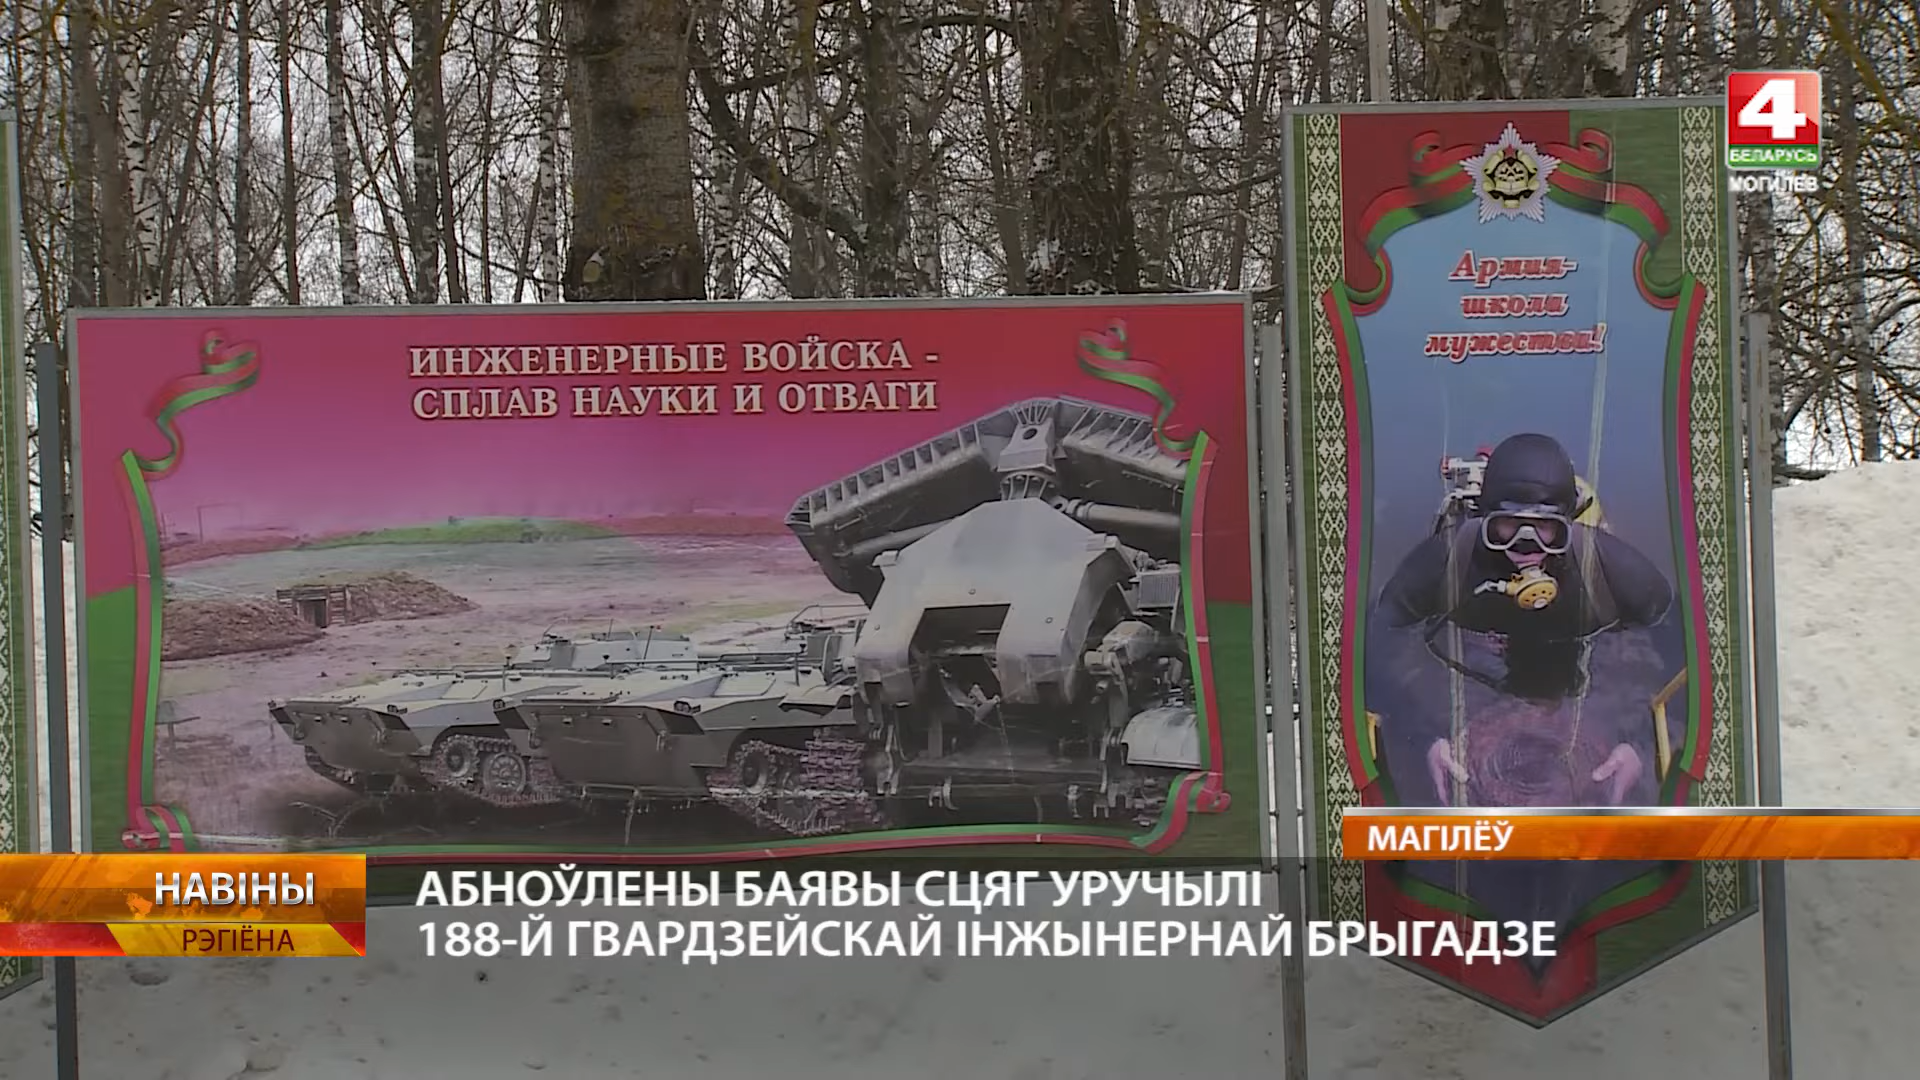 4
БЕЛАРУСЬ
МОГИЛЕВ
Армия-
школа
мужества!
ИНЖЕНЕРНЫЕ ВОЙСКА -
СПЛАВ НАУКИ И ОТВАГИ
МАГІЛЁЎ
НАВІНЫ
РЭГІЁНА
АБНОЎЛЕНЫ БАЯВЫ СЦЯГ УРУЧЫЛІ
188-Й ГВАРДЗЕЙСКАЙ ІНЖЫНЕРНАЙ БРЫГАДЗЕ